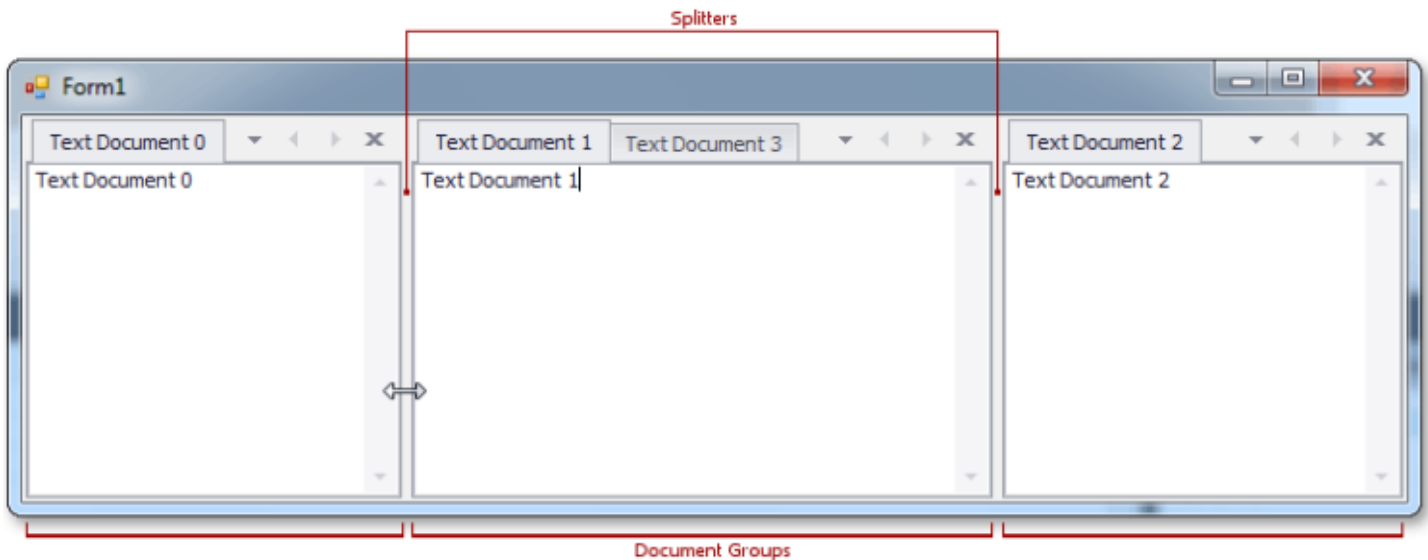 Splitters
Form1
Text Document 0
Text Document 1
Text Document 3
Text Document 2
Text Document 0
Text Document 1
Text Document 2
Document Groups